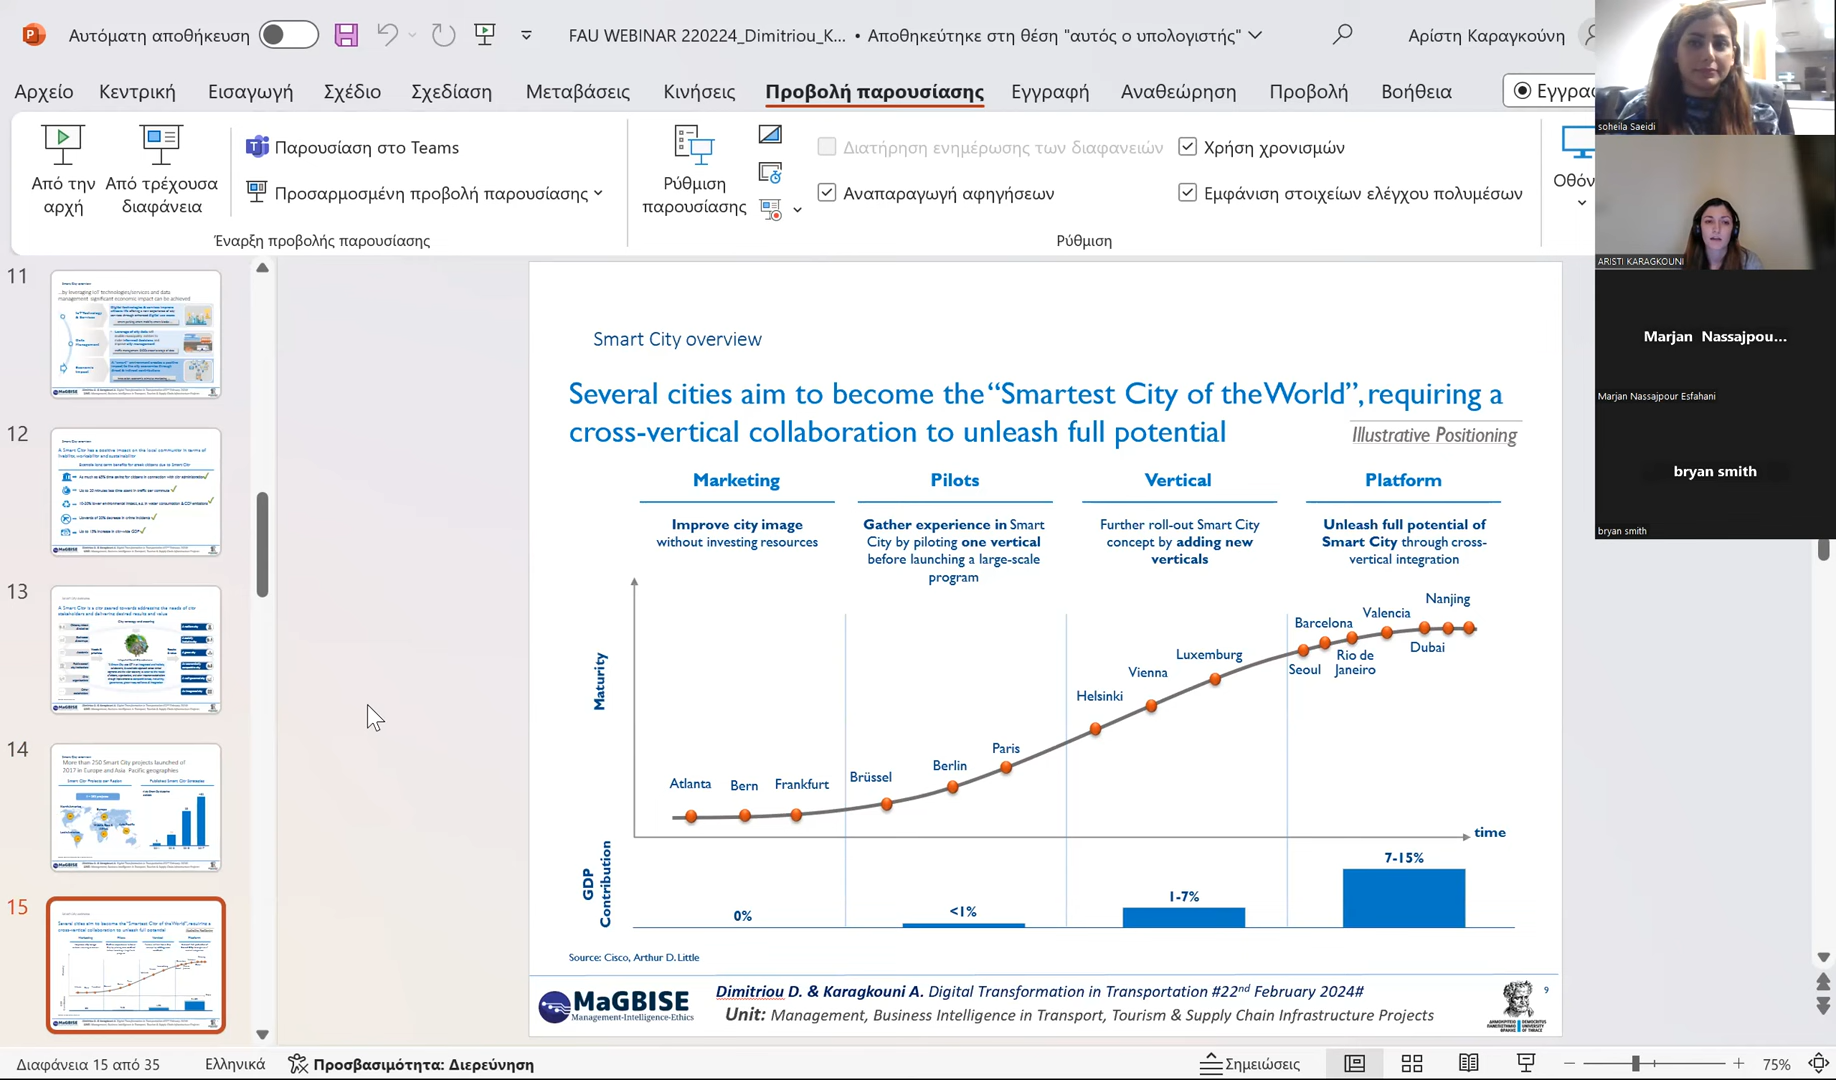 Αυτόματη αποθήκευση
FAU WEBINAR 220224_Dimitriou_K... • Αποθηκεύτηκε στη θέση "αυτός ο υπολογιστής"
Αρίστη Καραγκούνη
Αρχείο Κεντρική Εισαγωγή Σχέδιο Σχεδίαση Μεταβάσεις Κινήσεις Προβολή παρουσίασης Εγγραφή Αναθεώρηση Προβολή Βοήθεια
Από την αρχή
Από τρέχουσα διαφάνεια
Παρουσίαση στο Teams
Προσαρμοσμένη προβολή παρουσίασης
Έναρξη προβολής παρουσίασης
Ρύθμιση παρουσίασης
Διατήρηση ενημέρωσης των διαφανειών
Αναπαραγωγή αφηγήσεων
Χρήση χρονισμών
Εμφάνιση στοιχείων ελέγχου πολυμέσων
Ρύθμιση
soheila Saeidi
ARISTI KARAGKOUNI
Marjan Nassajpou...
Marjan Nassajpour Esfahani
bryan smith
bryan smith
11
12
13
14
15
Smart City overview
Several cities aim to become the "Smartest City of the World", requiring a
cross-vertical collaboration to unleash full potential
Illustrative Positioning
Marketing
Improve city image
without investing resources
Pilots
Gather experience in Smart
City by piloting one vertical
before launching a large-scale
program
Vertical
Further roll-out Smart City
concept by adding new
verticals
Platform
Unleash full potential of
Smart City through cross-
vertical integration
Maturity
Atlanta
Bern
Frankfurt
Brüssel
Berlin
Paris
Helsinki
Vienna
Luxemburg
Seoul
Barcelona
Rio de
Janeiro
Valencia
Dubai
Nanjing
time
GDP
Contribution
0%
<1%
1-7%
7-15%
Source: Cisco, Arthur D. Little
MaGBISE
Management-Intelligence-Ethics
Dimitriou D. & Karagkouni A. Digital Transformation in Transportation #22nd February 2024#
Unit: Management, Business Intelligence in Transport, Tourism & Supply Chain Infrastructure Projects
9
Διαφάνεια 15 από 35
Ελληνικά
Προσβασιμότητα: Διερεύνηση
Σημειώσεις
75%